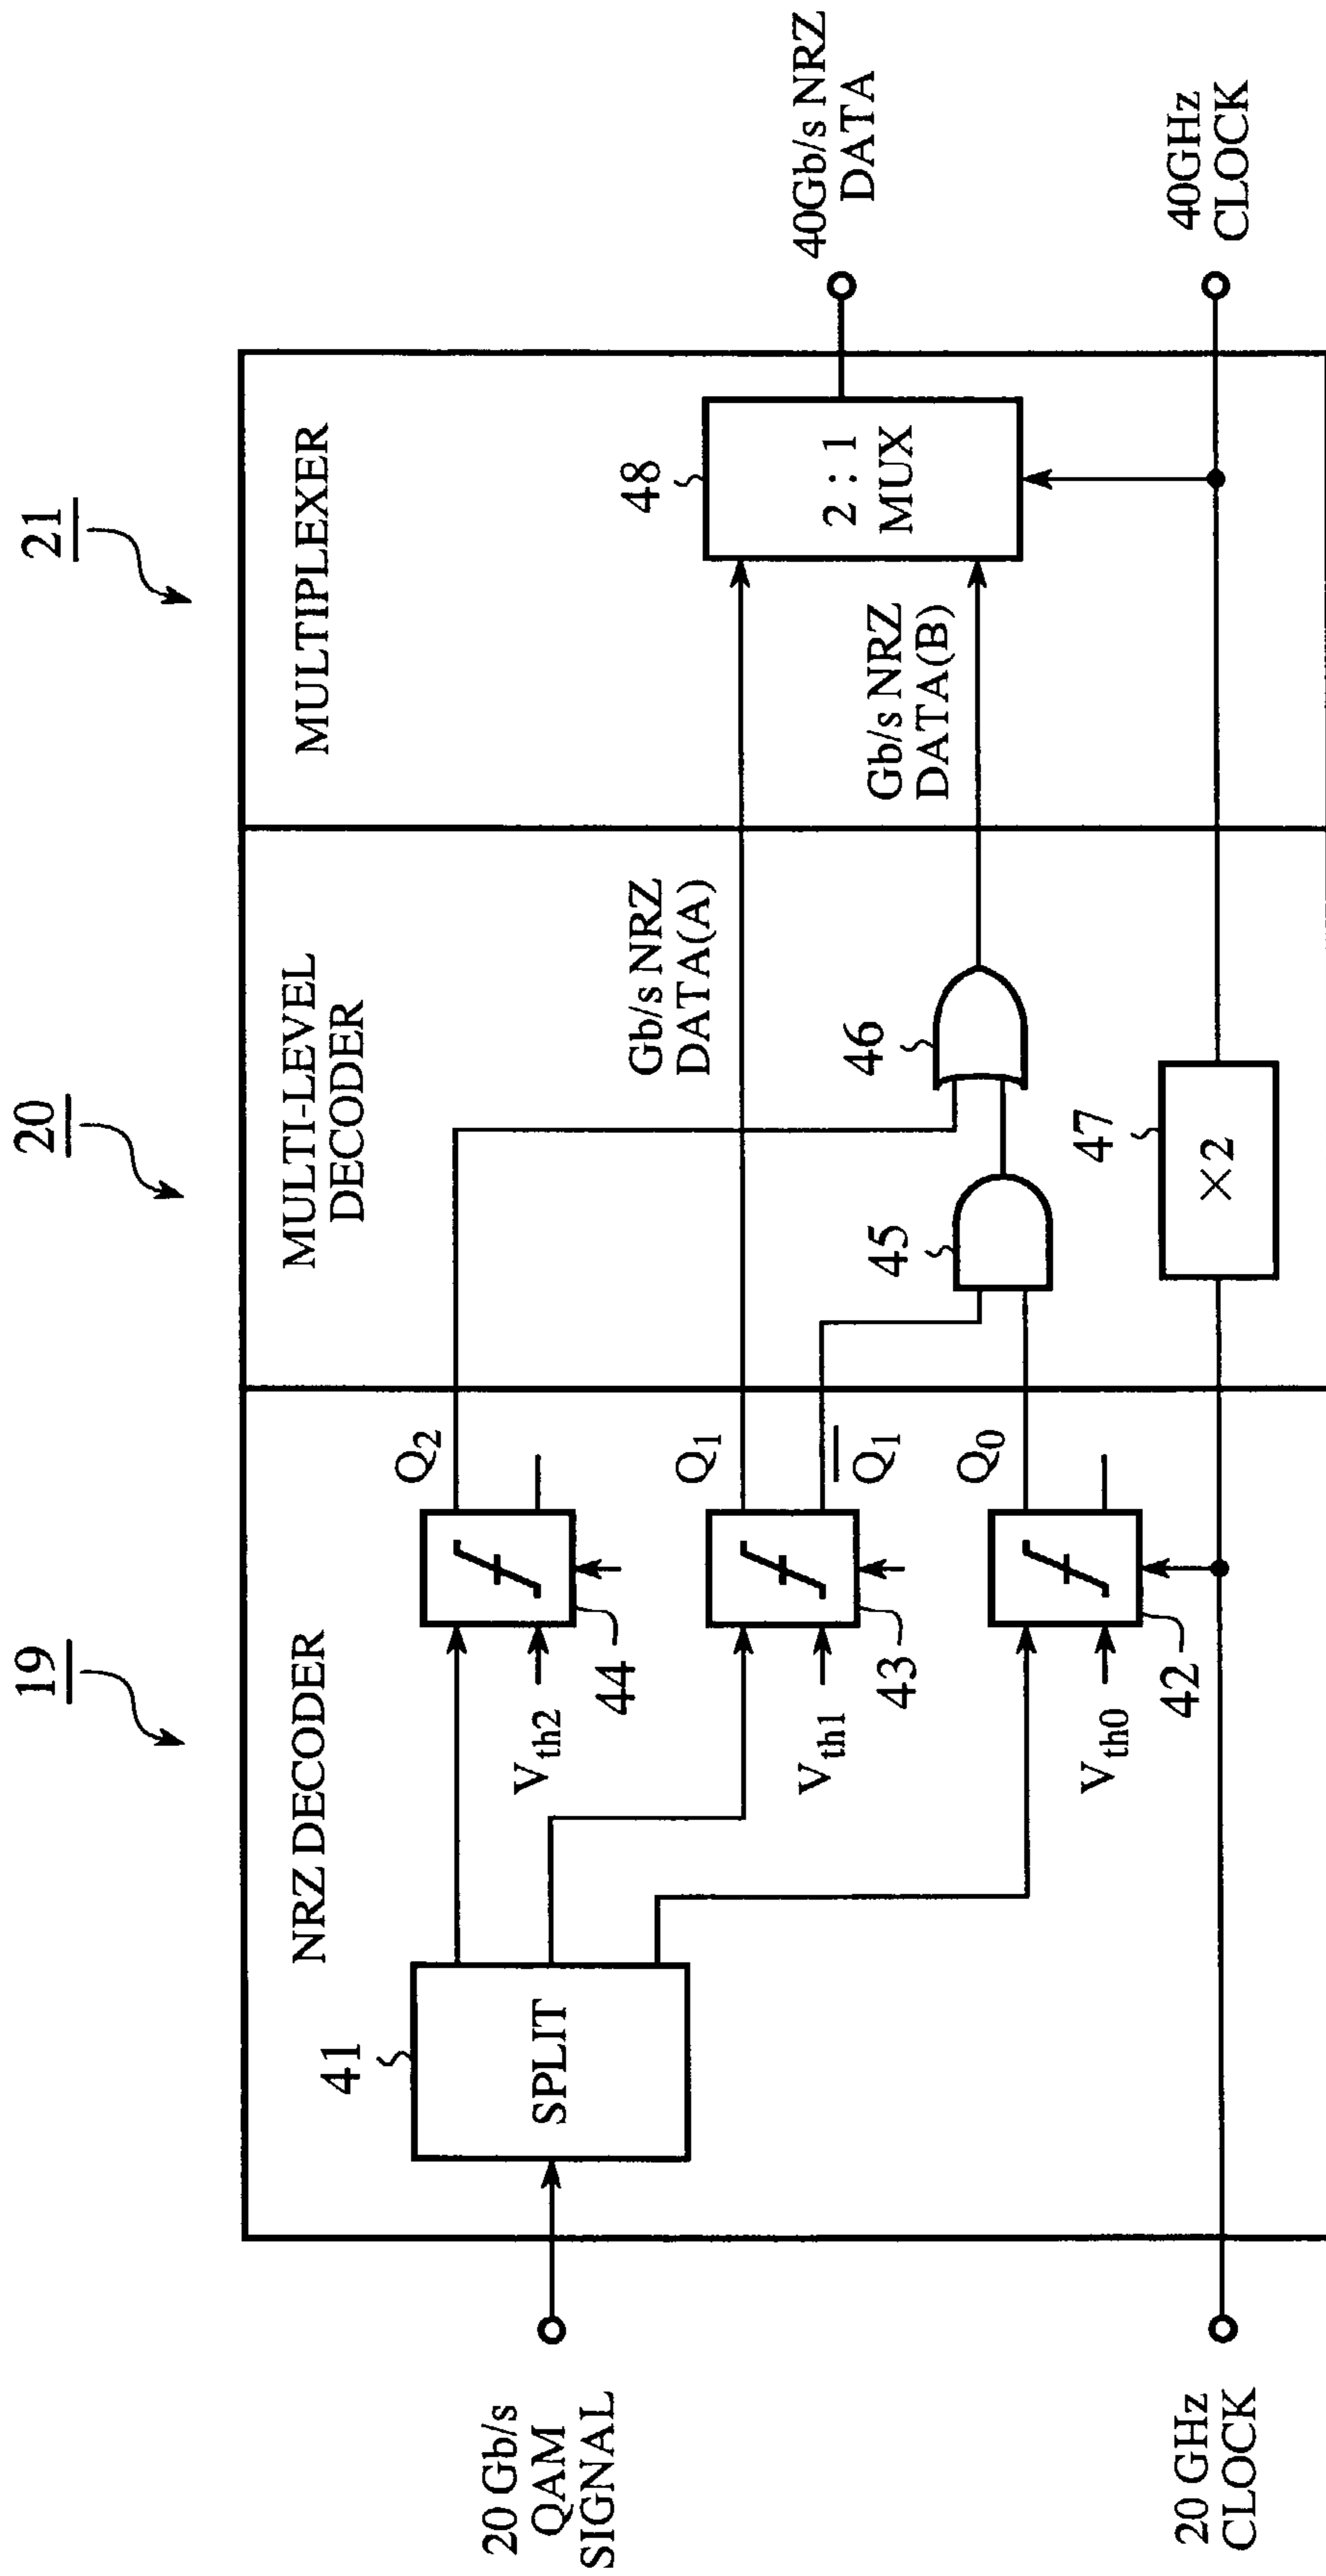 19
20
21
NRZ DECODER
MULTI-LEVEL
DECODER
MULTIPLEXER
41
SPLIT
20 Gb/s
QAM
SIGNAL
Vth2
44
Q2
Vth1
43
Q1
Q̅1
Vth0
42
Q0
Gb/s NRZ
DATA(A)
45
46
47
×2
Gb/s NRZ
DATA(B)
48
2 : 1
MUX
40Gb/s NRZ
DATA
20 GHz
CLOCK
40GHz
CLOCK